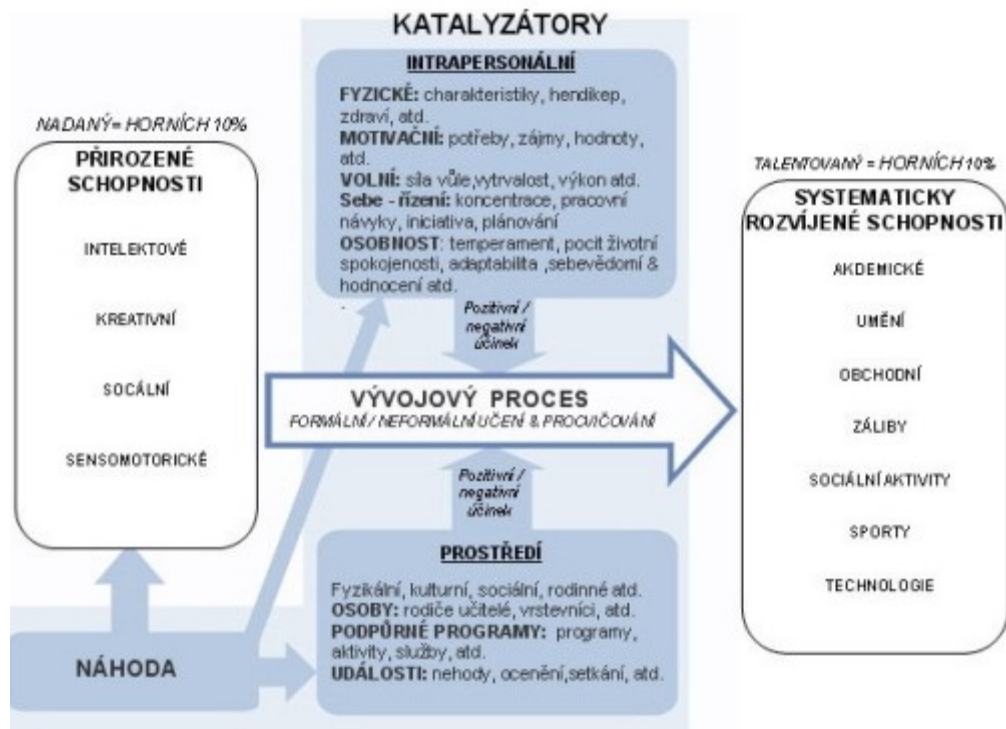 KATALYZÁTORY
INTRAPERSONÁLNÍ
FYZICKÉ: charakteristiky, hendikep,
zdraví, atd.
MOTIVAČNÍ: potřeby, zájmy, hodnoty,
atd.
VOLNÍ: síla vůle,vytrvalost, výkon atd.
Sebe - řízení: koncentrace, pracovní
návyky, iniciativa, plánování
OSOBNOST: temperament, pocit životní
spokojenosti, adaptabilita ,sebevědomí &
hodnocení atd.
.
NADANÝ= HORNÍCH 10%
PŘIROZENÉ
SCHOPNOSTI
INTELEKTOVÉ
KREATIVNÍ
SOCÁLNÍ
SENSOMOTORICKÉ
Pozitivní /
negativní
účinek
VÝVOJOVÝ PROCES
FORMÁLNÍ / NEFORMÁLNÍ UČENÍ & PROCVIČOVÁNÍ
Pozitivní /
negativní
účinek
PROSTŘEDÍ
Fyzikální, kulturní, sociální, rodinné atd.
OSOBY: rodiče učitelé, vrstevníci, atd.
PODPŮRNÉ PROGRAMY: programy,
aktivity, služby, atd.
UDÁLOSTI: nehody, ocenění,setkání, atd.
NÁHODA
TALENTOVANÝ = HORNÍCH 10%
SYSTEMATICKY
ROZVÍJENÉ SCHOPNOSTI
AKDEMICKÉ
UMĚNÍ
OBCHODNÍ
ZÁLIBY
SOCIÁLNÍ AKTIVITY
SPORTY
TECHNOLOGIE